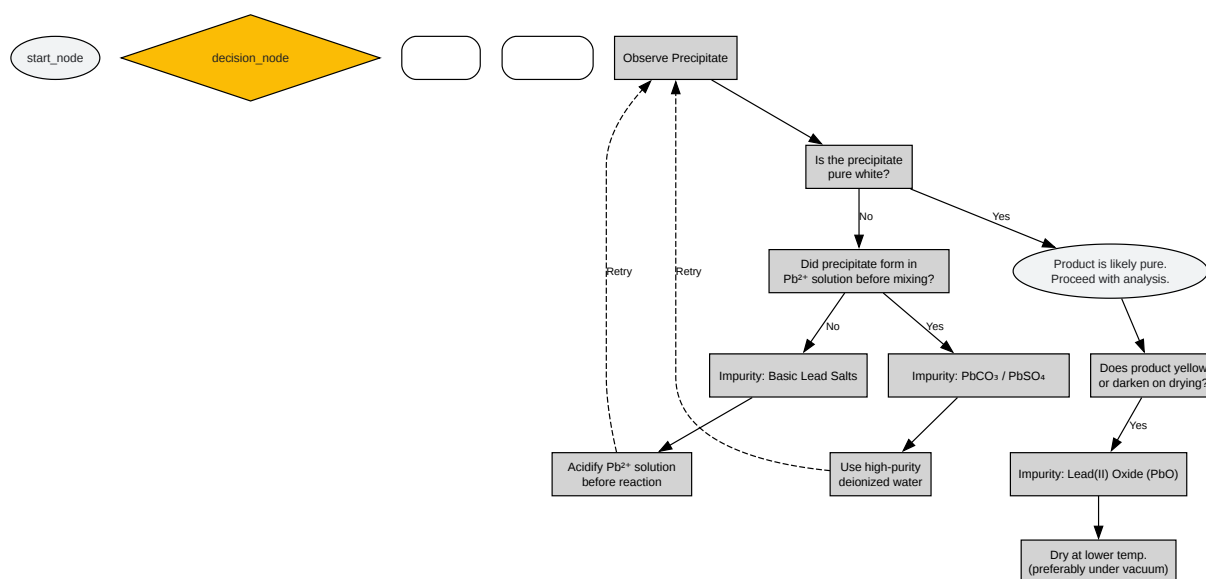 start_node
decision_node
Observe Precipitate
Is the precipitate
pure white?
No
Yes
Did precipitate form in
Pb²⁺ solution before mixing?
Product is likely pure.
Proceed with analysis.
Retry
Retry
No
Yes
Impurity: Basic Lead Salts
Impurity: PbCO₃ / PbSO₄
Does product yellow
or darken on drying?
Yes
Acidify Pb²⁺ solution
before reaction
Use high-purity
deionized water
Impurity: Lead(II) Oxide (PbO)
Dry at lower temp.
(preferably under vacuum)